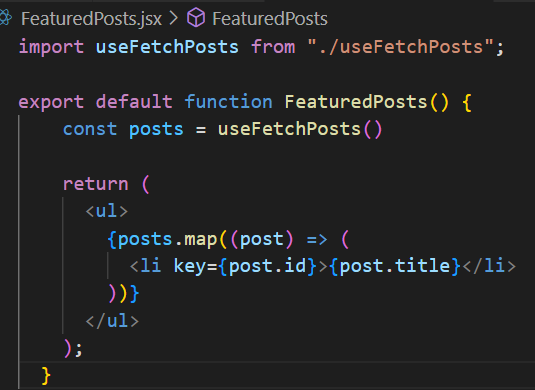 FeaturedPosts.jsx > FeaturedPosts
import useFetchPosts from "./useFetchPosts";

export default function FeaturedPosts() {
    const posts = useFetchPosts()

    return (
      <ul>
        {posts.map((post) => (
          <li key={post.id}>{post.title}</li>
        ))}
      </ul>
    );
  }